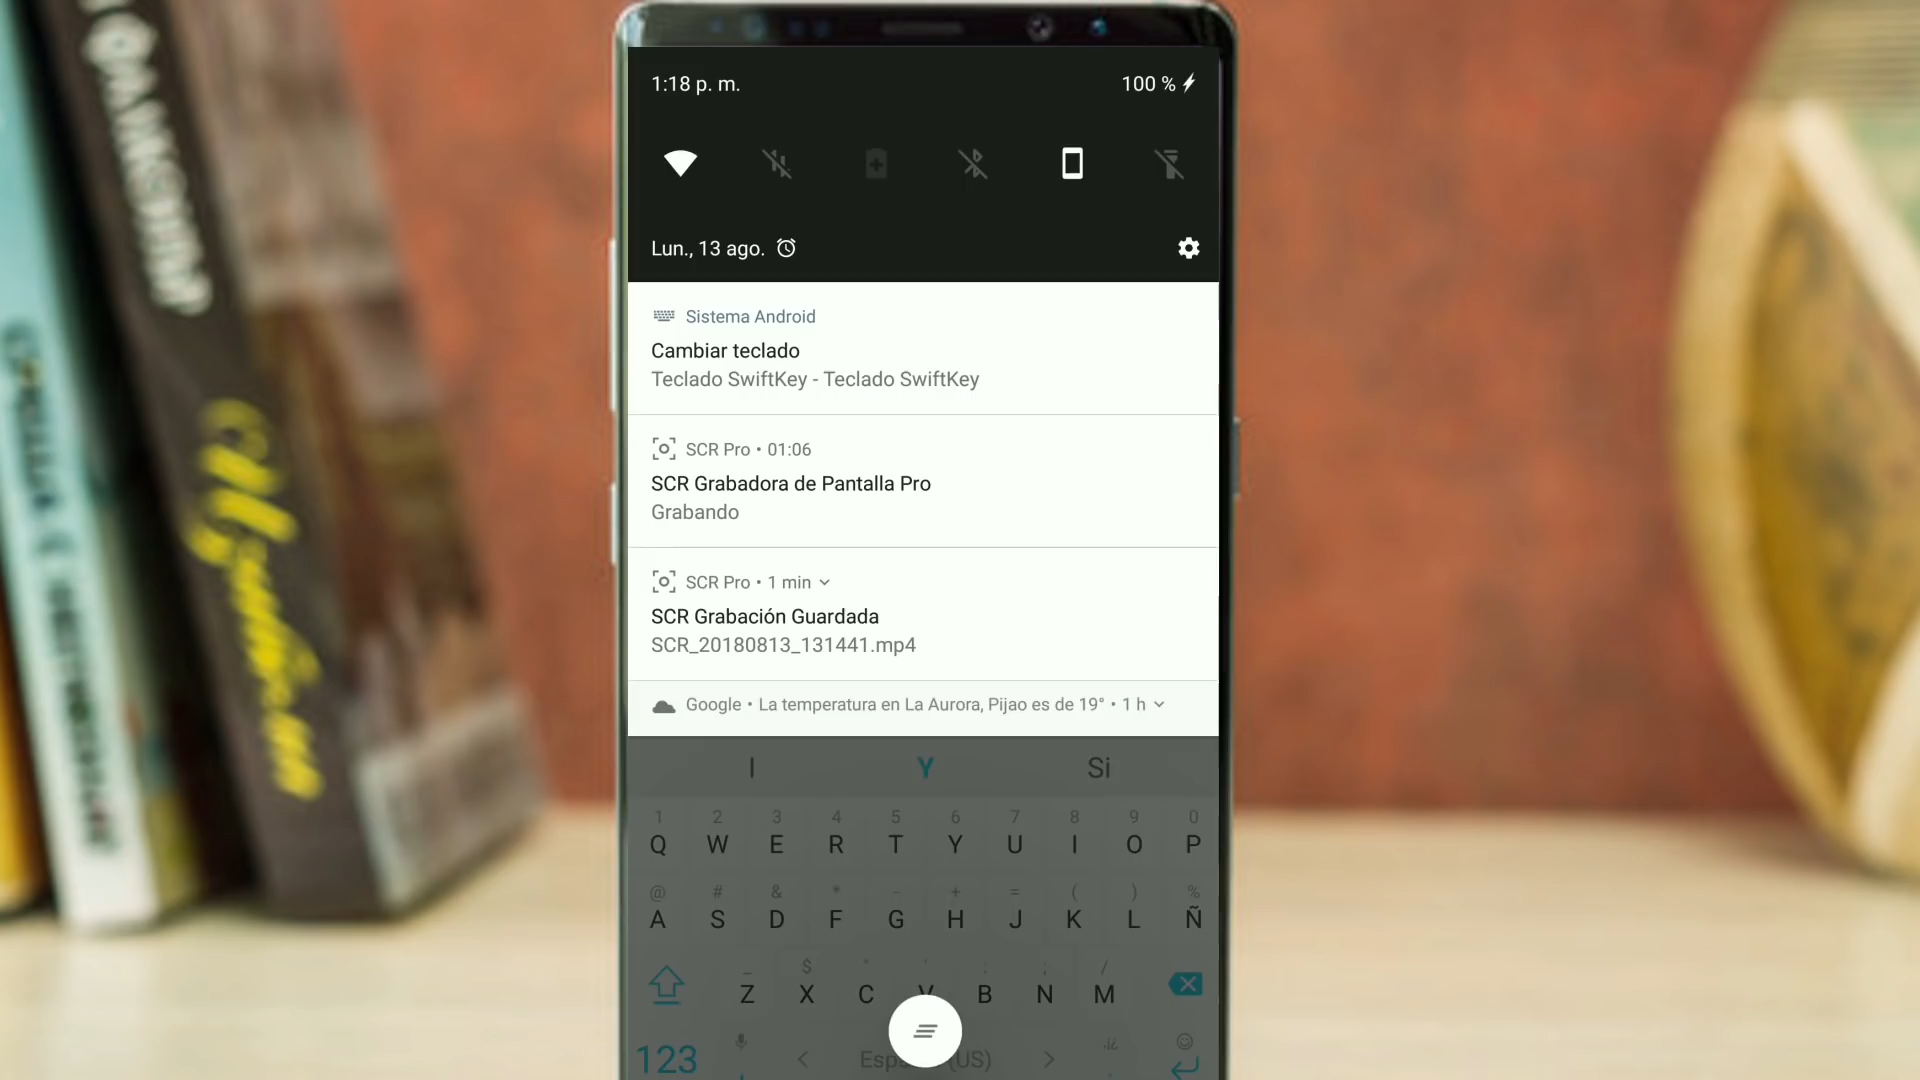 1:18 p. m.
100 %
Lun., 13 ago.
Sistema Android
Cambiar teclado
Teclado SwiftKey - Teclado SwiftKey
SCR Pro • 01:06
SCR Grabadora de Pantalla Pro
Grabando
SCR Pro • 1 min
SCR Grabación Guardada
SCR_20180813_131441.mp4
Google • La temperatura en La Aurora, Pijao es de 19° • 1 h
I Y Si
1 2 3 4 5 6 7 8 9 0
Q W E R T Y U I O P
@ # & * - + = ( ) %
A S D F G H J K L Ñ
_ $ " ' : ; /
Z X C V B N M
123
(US)